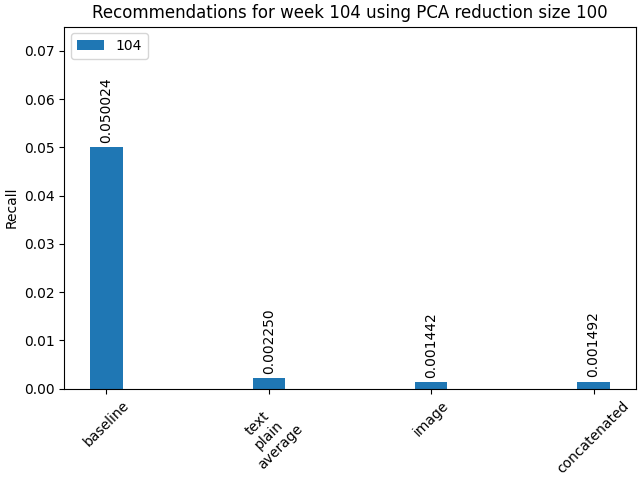 Recommendations for week 104 using PCA reduction size 100
104
0.07
0.06
0.05
0.04
0.03
0.02
0.01
0.00
Recall
0.050024
0.002250
0.001442
0.001492
baseline
text
plain
average
image
concatenated